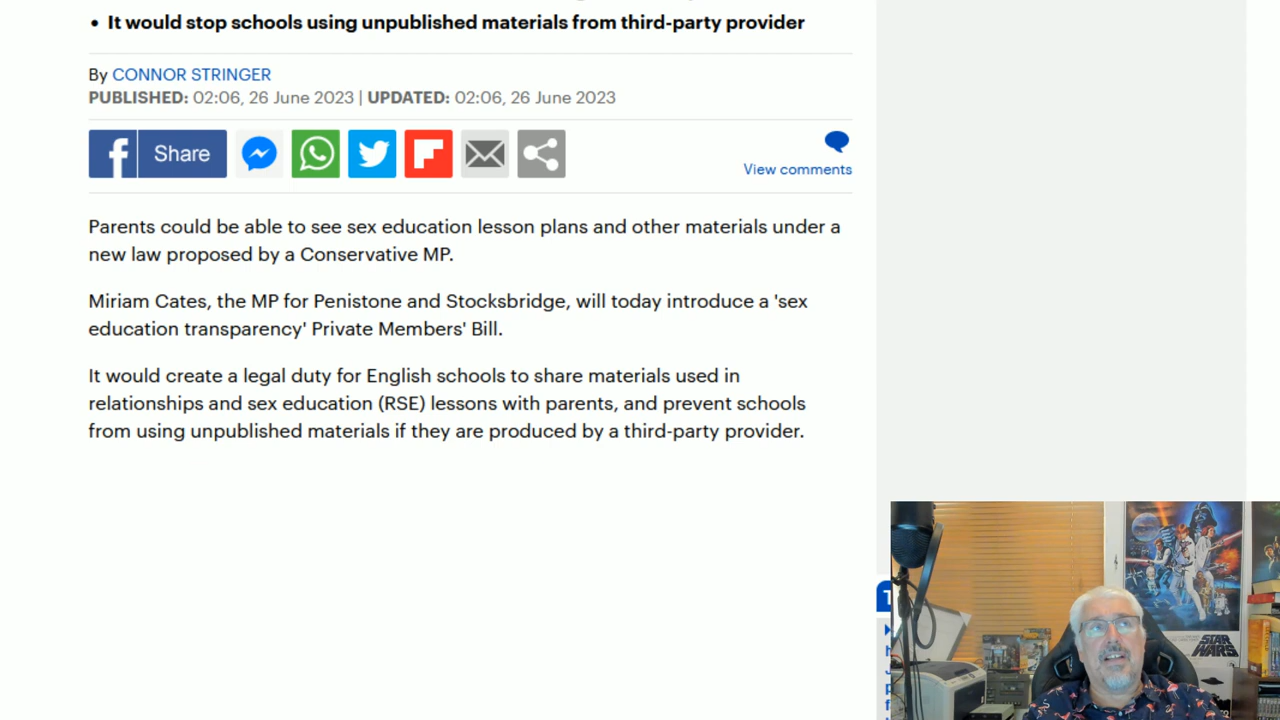 • It would stop schools using unpublished materials from third-party provider
By CONNOR STRINGER
PUBLISHED: 02:06, 26 June 2023 | UPDATED: 02:06, 26 June 2023
Share
View comments
Parents could be able to see sex education lesson plans and other materials under a
new law proposed by a Conservative MP.
Miriam Cates, the MP for Penistone and Stocksbridge, will today introduce a 'sex
education transparency' Private Members' Bill.
It would create a legal duty for English schools to share materials used in
relationships and sex education (RSE) lessons with parents, and prevent schools
from using unpublished materials if they are produced by a third-party provider.
STAR
WARS